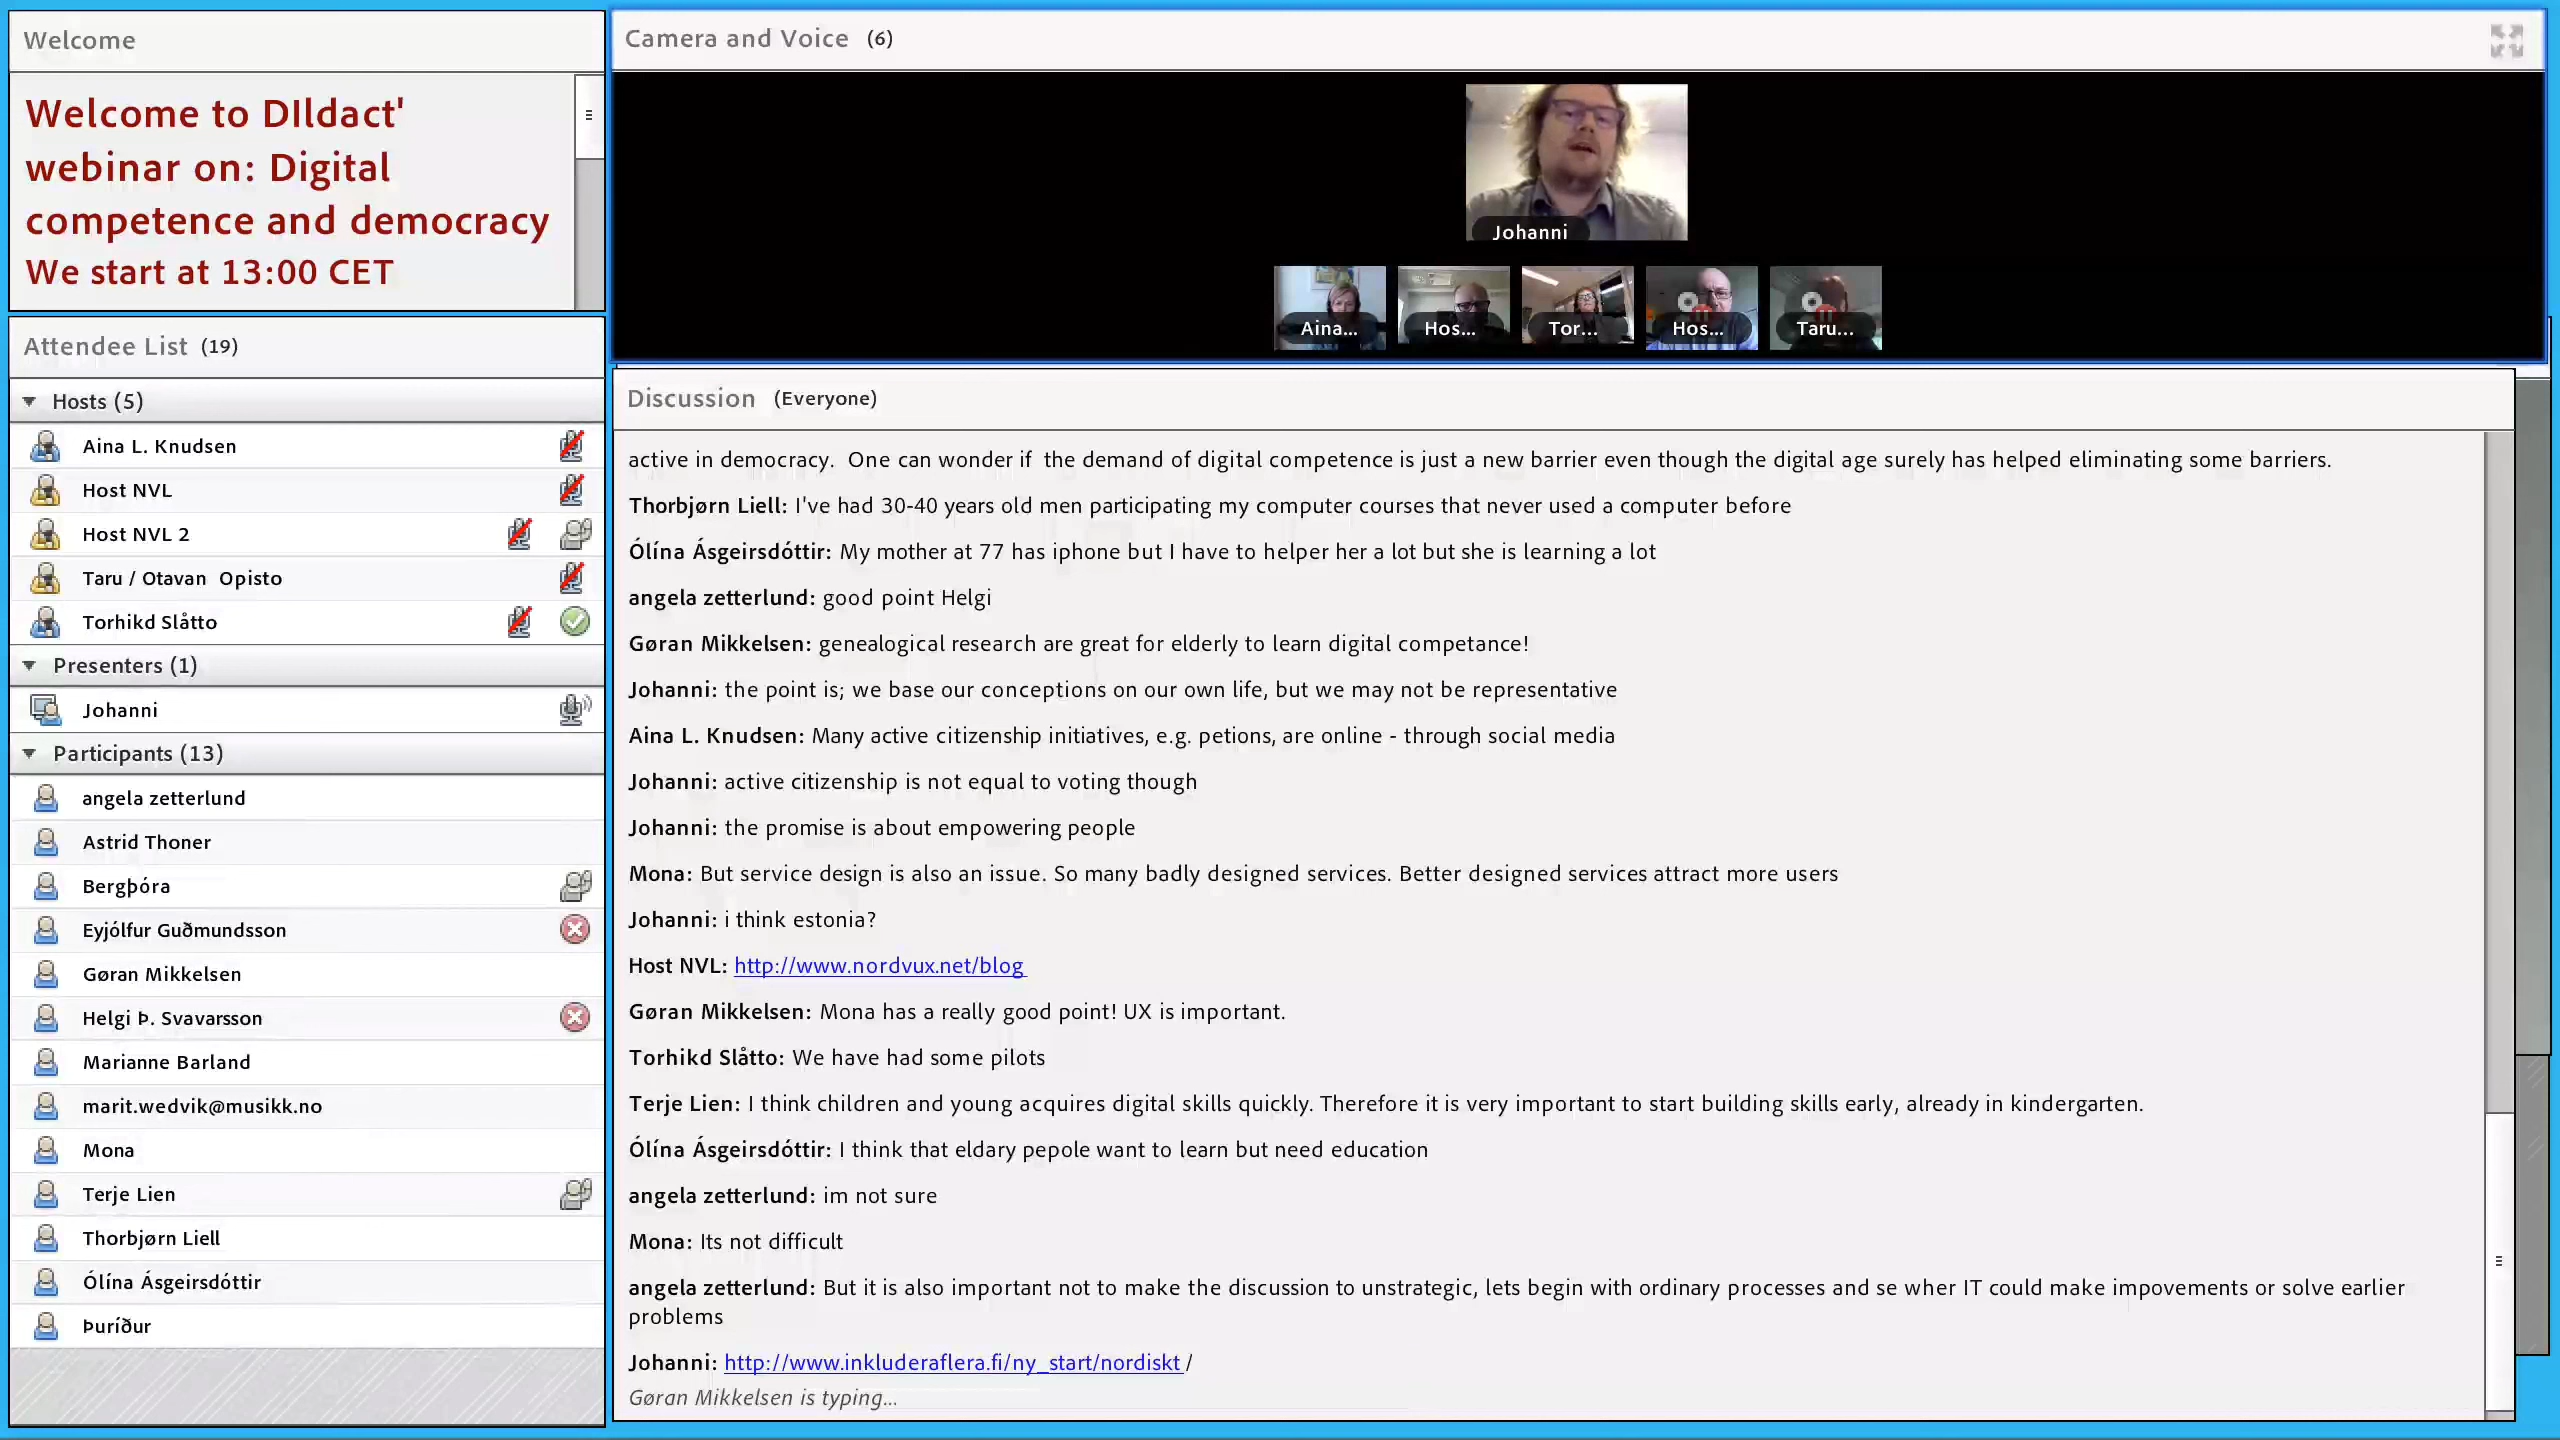 Welcome
Welcome to DIldact'
webinar on: Digital
competence and democracy
We start at 13:00 CET
Attendee List (19)
Hosts (5)
Aina L. Knudsen
Host NVL
Host NVL 2
Taru / Otavan Opisto
Torhikd Slåtto
Presenters (1)
Johanni
Participants (13)
angela zetterlund
Astrid Thoner
Bergþóra
Eyjólfur Guðmundsson
Gøran Mikkelsen
Helgi Þ. Svavarsson
Marianne Barland
marit.wedvik@musikk.no
Mona
Terje Lien
Thorbjørn Liell
Ólína Ásgeirsdóttir
Þuríður
Camera and Voice (6)
Johanni
Aina... Hos... Tor... Hos... Taru...
Discussion (Everyone)
active in democracy. One can wonder if the demand of digital competence is just a new barrier even though the digital age surely has helped eliminating some barriers.
Thorbjørn Liell: I've had 30-40 years old men participating my computer courses that never used a computer before
Ólína Ásgeirsdóttir: My mother at 77 has iphone but I have to helper her a lot but she is learning a lot
angela zetterlund: good point Helgi
Gøran Mikkelsen: genealogical research are great for elderly to learn digital competance!
Johanni: the point is; we base our conceptions on our own life, but we may not be representative
Aina L. Knudsen: Many active citizenship initiatives, e.g. petions, are online - through social media
Johanni: active citizenship is not equal to voting though
Johanni: the promise is about empowering people
Mona: But service design is also an issue. So many badly designed services. Better designed services attract more users
Johanni: i think estonia?
Host NVL: http://www.nordvux.net/blog
Gøran Mikkelsen: Mona has a really good point! UX is important.
Torhikd Slåtto: We have had some pilots
Terje Lien: I think children and young acquires digital skills quickly. Therefore it is very important to start building skills early, already in kindergarten.
Ólína Ásgeirsdóttir: I think that eldary pepole want to learn but need education
angela zetterlund: im not sure
Mona: Its not difficult
angela zetterlund: But it is also important not to make the discussion to unstrategic, lets begin with ordinary processes and se wher IT could make impovements or solve earlier
problems
Johanni: http://www.inkluderaflera.fi/ny_start/nordiskt /
Gøran Mikkelsen is typing...